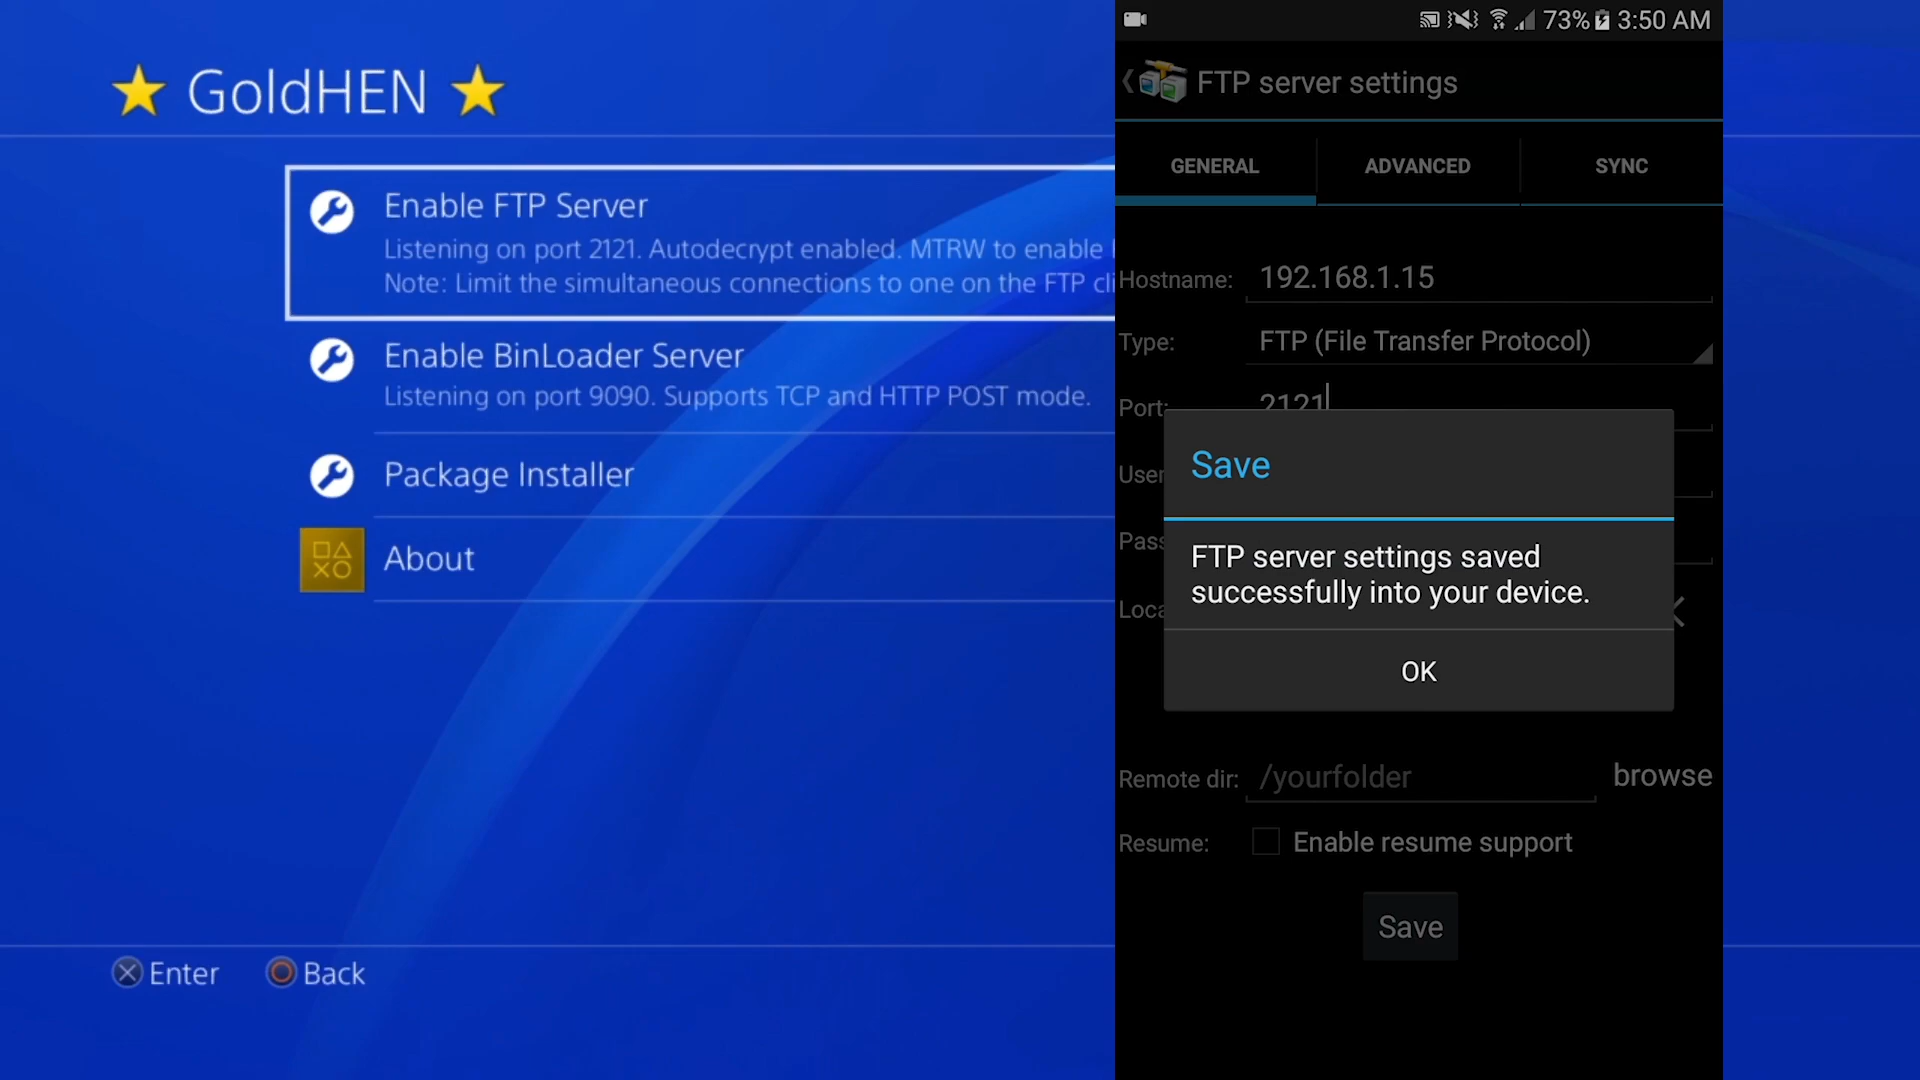 GoldHEN
Enable FTP Server
Listening on port 2121. Autodecrypt enabled. MTRW to enable
Note: Limit the simultaneous connections to one on the FTP cli
Enable BinLoader Server
Listening on port 9090. Supports TCP and HTTP POST mode.
Package Installer
About
Enter Back
73% 3:50 AM
FTP server settings
GENERAL ADVANCED SYNC
Hostname: 192.168.1.15
Type: FTP (File Transfer Protocol)
Port: 2121
User
Pass
Loca
Save
FTP server settings saved
successfully into your device.
OK
Remote dir: /yourfolder browse
Resume: Enable resume support
Save